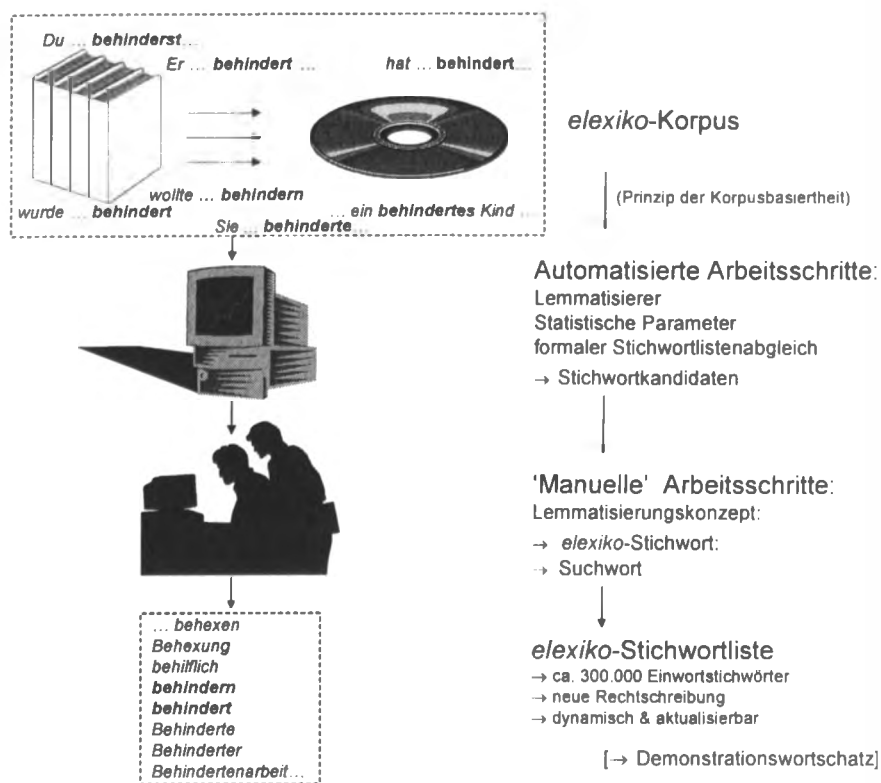 Du ... behinderst...
Er ... behindert ...
hat ... behindert...
wollte ... behindern
wurde ... behindert
... ein behindertes Kind ...
Sie ... behinderte...
elexiko-Korpus
(Prinzip der Korpusbasiertheit)
Automatisierte Arbeitsschritte:
Lemmatisierer
Statistische Parameter
formaler Stichwortlistenabgleich
→ Stichwortkandidaten
'Manuelle' Arbeitsschritte:
Lemmatisierungskonzept:
→ elexiko-Stichwort:
→ Suchwort
... behexen
Behexung
behilflich
behindern
behindert
Behinderte
Behinderter
Behindertenarbeit...
elexiko-Stichwortliste
→ ca. 300.000 Einwortstichwörter
→ neue Rechtschreibung
→ dynamisch & aktualisierbar
[→ Demonstrationswortschatz]